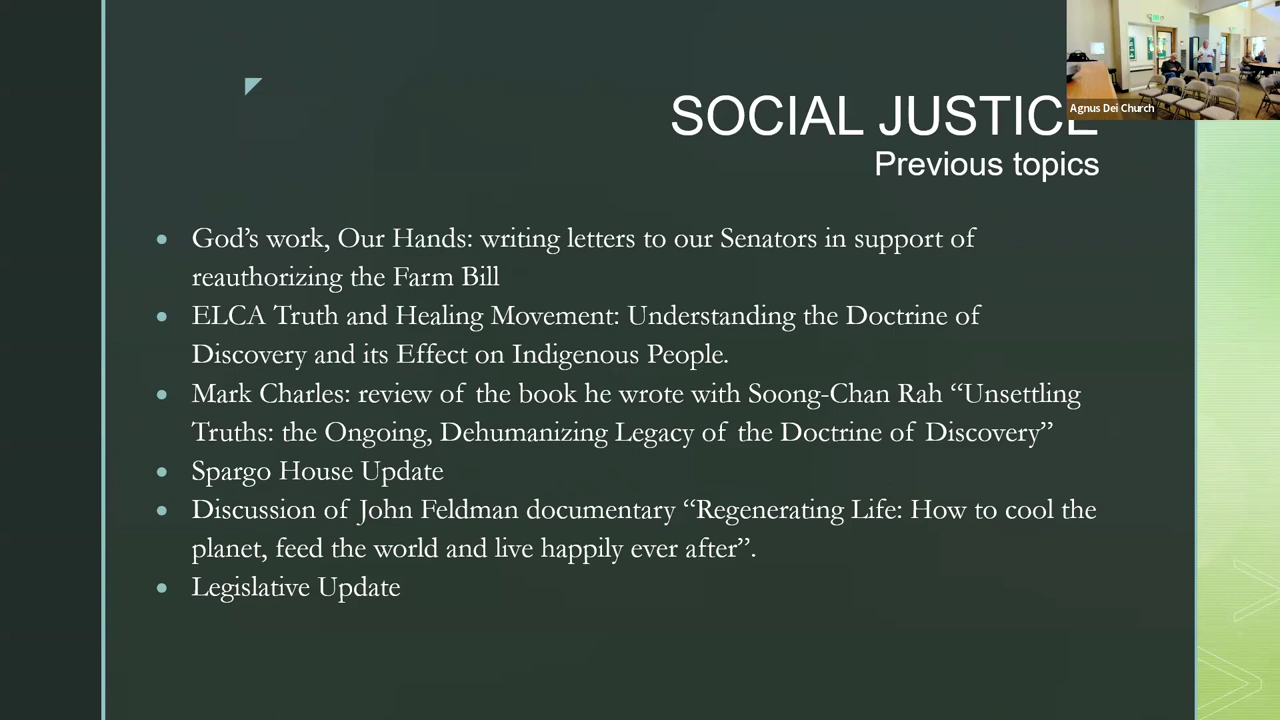 SOCIAL JUSTICE
Previous topics
Agnus Dei Church
• God’s work, Our Hands: writing letters to our Senators in support of
reauthorizing the Farm Bill
• ELCA Truth and Healing Movement: Understanding the Doctrine of
Discovery and its Effect on Indigenous People.
• Mark Charles: review of the book he wrote with Soong-Chan Rah “Unsettling
Truths: the Ongoing, Dehumanizing Legacy of the Doctrine of Discovery”
• Spargo House Update
• Discussion of John Feldman documentary “Regenerating Life: How to cool the
planet, feed the world and live happily ever after”.
• Legislative Update